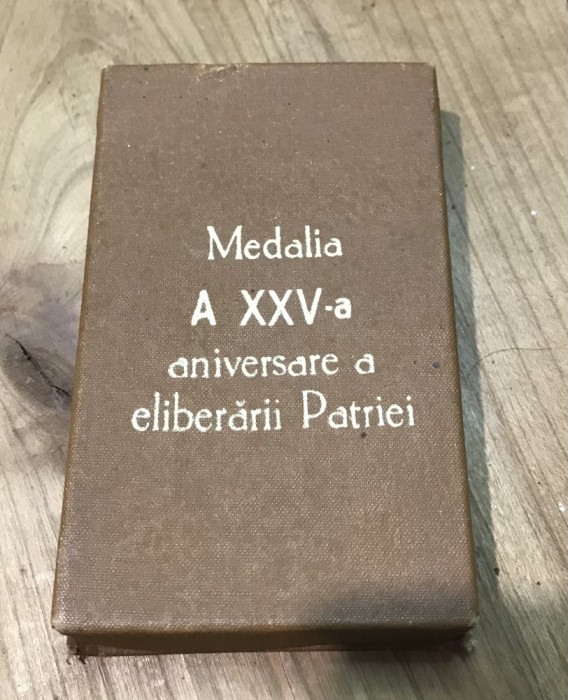 Medalia
A XXV-a
aniversare a
eliberării Patriei